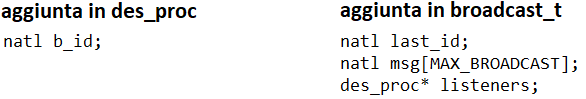 aggiunta in des_proc
natl b_id;
aggiunta in broadcast_t
natl last_id;
natl msg[MAX_BROADCAST];
des_proc* listeners;